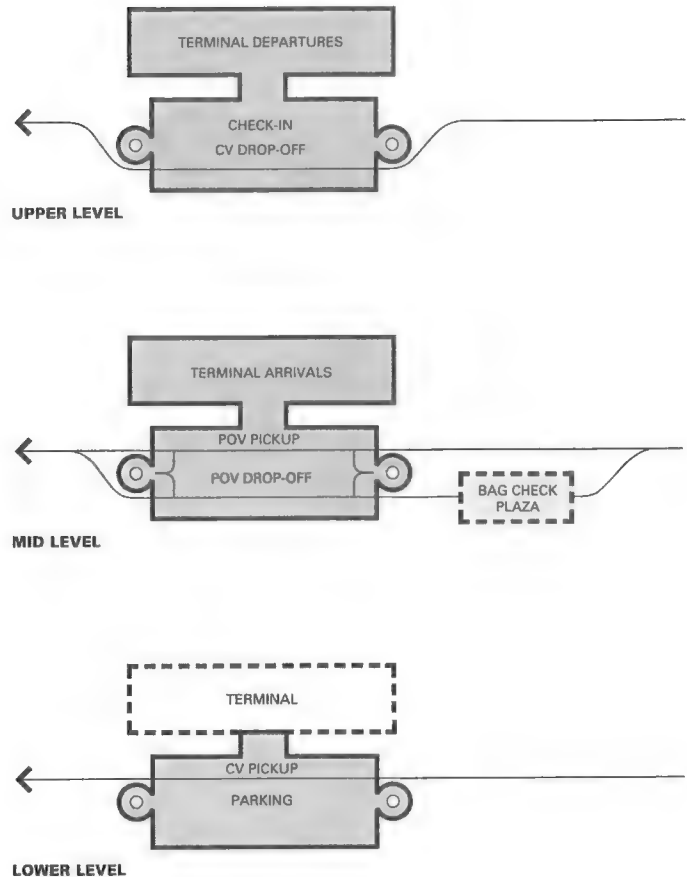 TERMINAL DEPARTURES
CHECK-IN
CV DROP-OFF
UPPER LEVEL
TERMINAL ARRIVALS
POV PICKUP
POV DROP-OFF
BAG CHECK
PLAZA
MID LEVEL
TERMINAL
CV PICKUP
PARKING
LOWER LEVEL